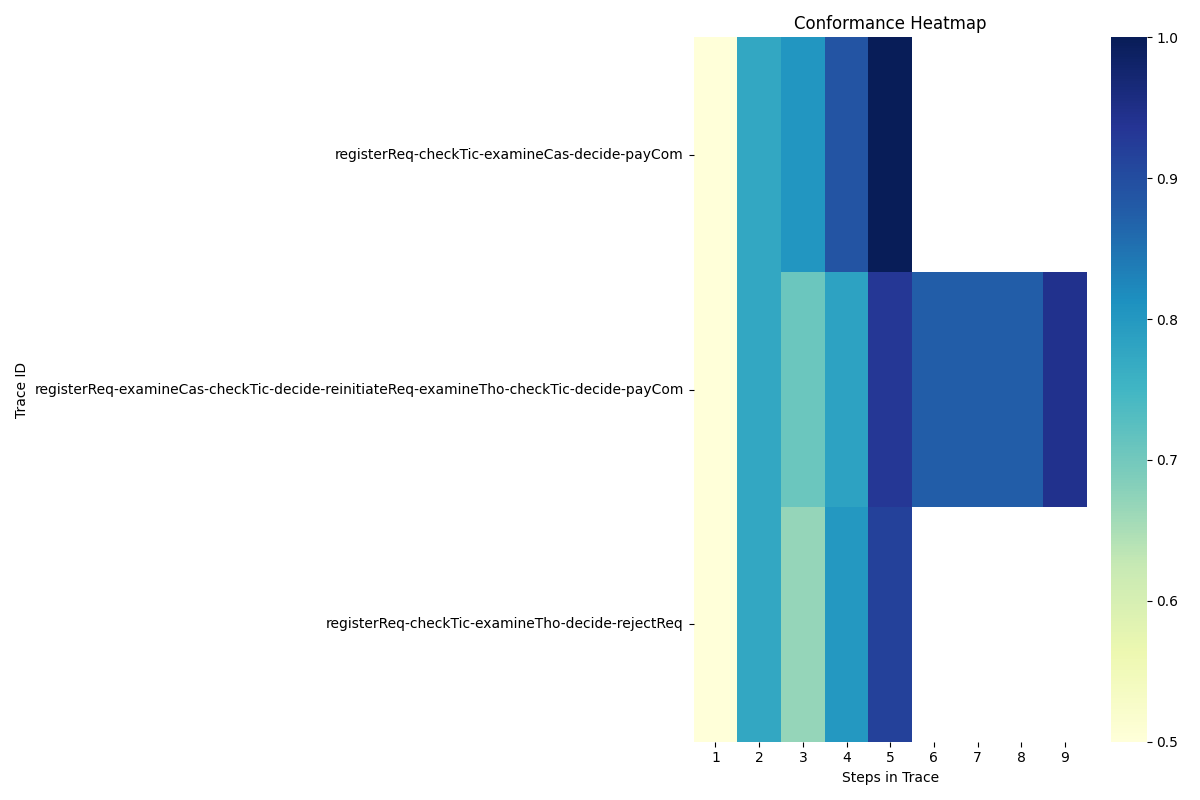 Conformance Heatmap
Trace ID
registerReq-checkTic-examineCas-decide-payCom
registerReq-examineCas-checkTic-decide-reinitiateReq-examineTho-checkTic-decide-payCom
registerReq-checkTic-examineTho-decide-rejectReq
1 2 3 4 5 6 7 8 9
Steps in Trace
1.0
0.9
0.8
0.7
0.6
0.5